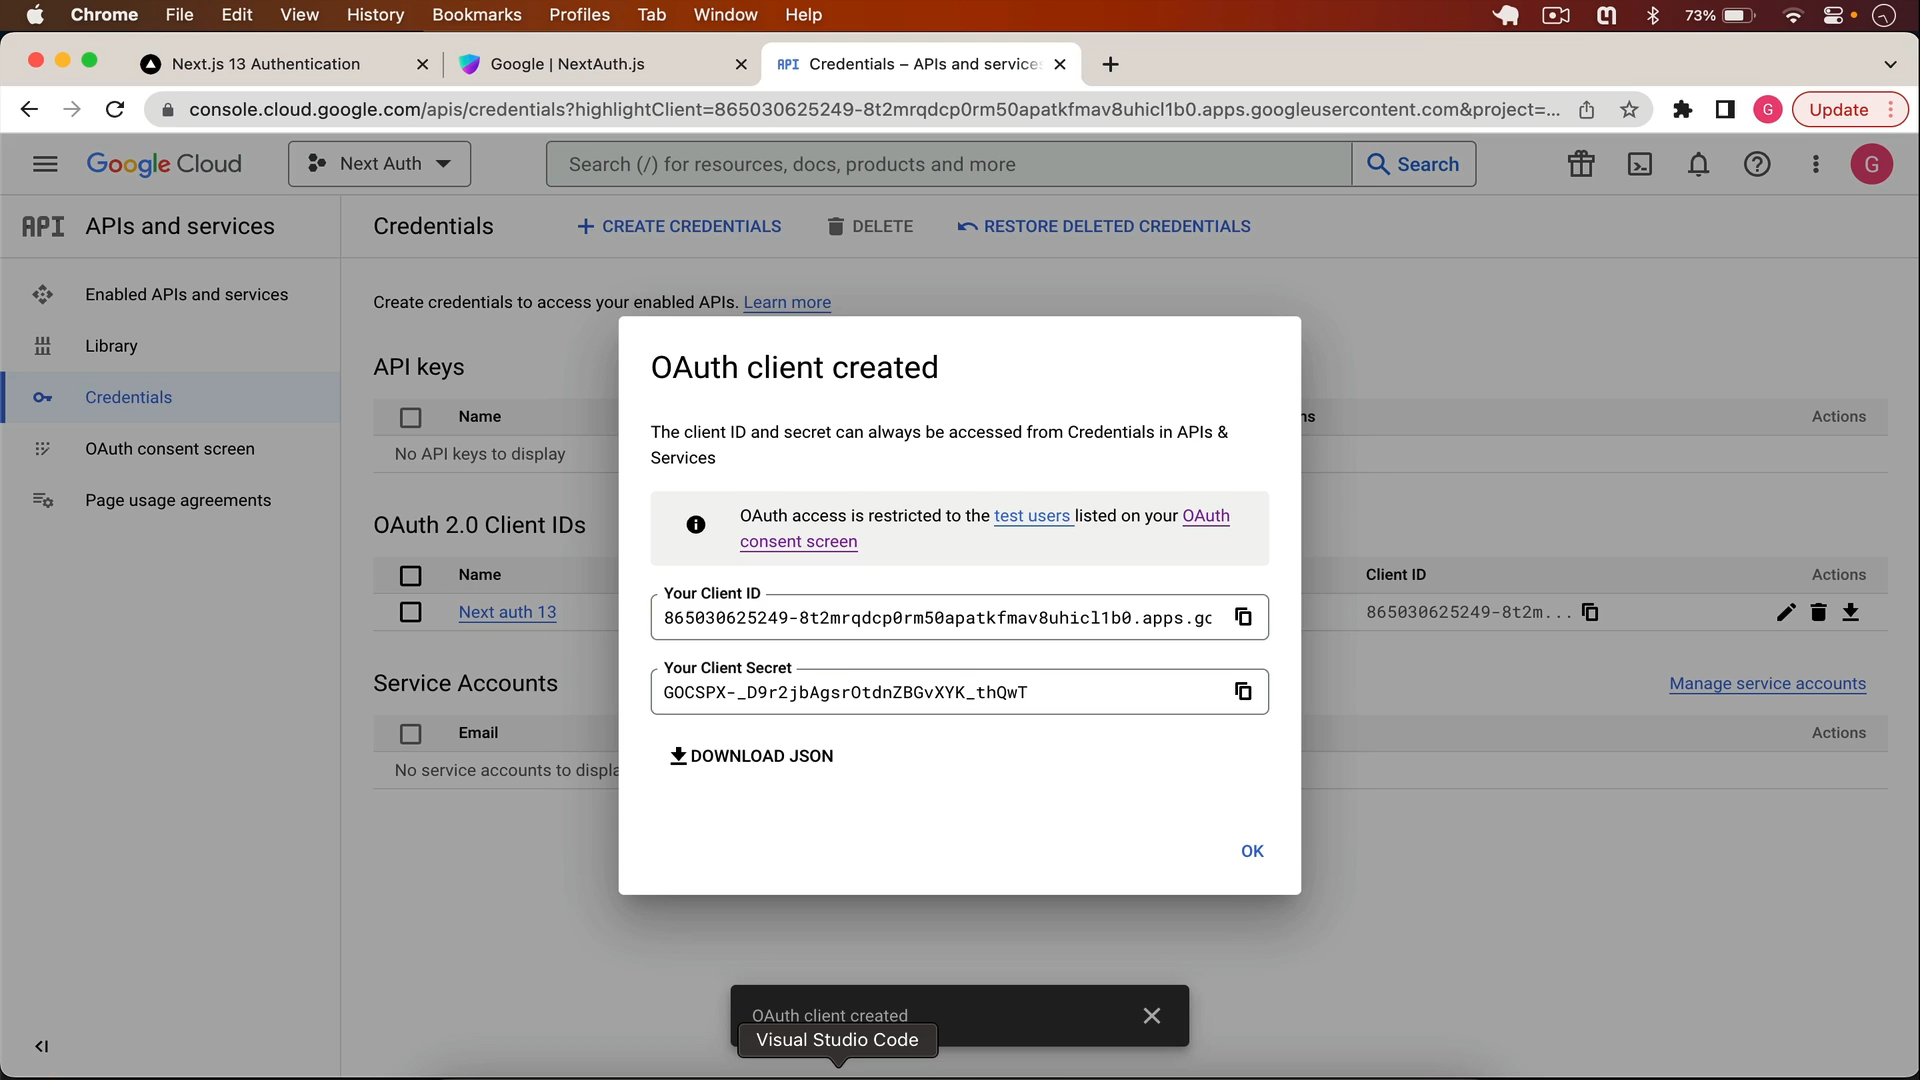 Chrome File Edit View History Bookmarks Profiles Tab Window Help 73%
Next.js 13 Authentication
Google | NextAuth.js
API Credentials – APIs and service
console.cloud.google.com/apis/credentials?highlightClient=865030625249-8t2mrqdcp0rm50apatkfmav8uhicl1b0.apps.googleusercontent.com&project=...
G
Update
Google Cloud
Next Auth
Search (/) for resources, docs, products and more
Search
G
API APIs and services
Credentials
CREATE CREDENTIALS
DELETE
RESTORE DELETED CREDENTIALS
Enabled APIs and services
Library
Credentials
OAuth consent screen
Page usage agreements
Create credentials to access your enabled APIs. Learn more
API keys
Name
Actions
No API keys to display
OAuth 2.0 Client IDs
Name
Client ID
Actions
Next auth 13
865030625249-8t2m...
Service Accounts
Manage service accounts
Email
Actions
No service accounts to displa
OAuth client created
The client ID and secret can always be accessed from Credentials in APIs &
Services
OAuth access is restricted to the test users listed on your OAuth
consent screen
Your Client ID
865030625249-8t2mrqdcp0rm50apatkfmav8uhicl1b0.apps.gc
Your Client Secret
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
DOWNLOAD JSON
OK
OAuth client created
Visual Studio Code